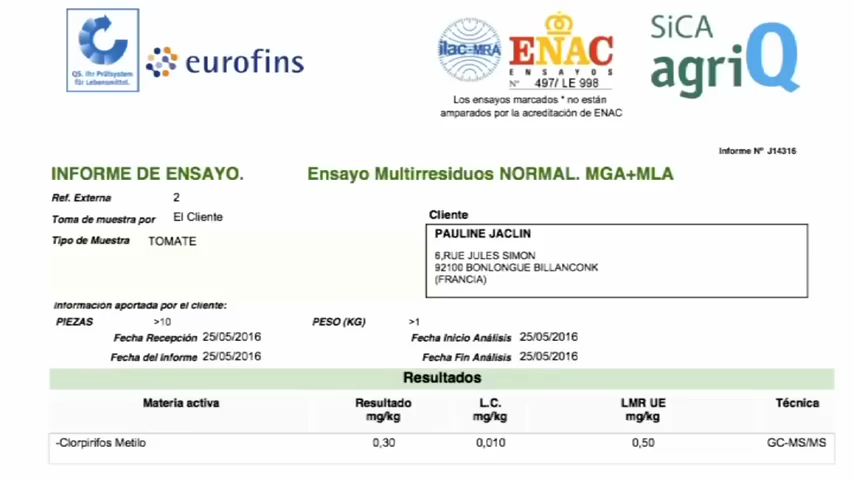 QS. Ihr Prüfsystem
für Lebensmittel.
eurofins
ilac-MRA
ENAC
ENSAYOS
Nº 497/ LE 998
Los ensayos marcados * no están
amparados por la acreditación de ENAC
SiCA
agriQ
Informe Nº J14316
INFORME DE ENSAYO. Ensayo Multirresiduos NORMAL. MGA+MLA
Ref. Externa 2
Toma de muestra por El Cliente
Tipo de Muestra TOMATE
Cliente
PAULINE JACLIN
6,RUE JULES SIMON
92100 BONLONGUE BILLANCONK
(FRANCIA)
Información aportada por el cliente:
PIEZAS >10 PESO (KG) >1
Fecha Recepción 25/05/2016 Fecha Inicio Análisis 25/05/2016
Fecha del informe 25/05/2016 Fecha Fin Análisis 25/05/2016
Resultados
Materia activa Resultado mg/kg L.C. mg/kg LMR UE mg/kg Técnica
-Clorpirifos Metilo 0,30 0,010 0,50 GC-MS/MS